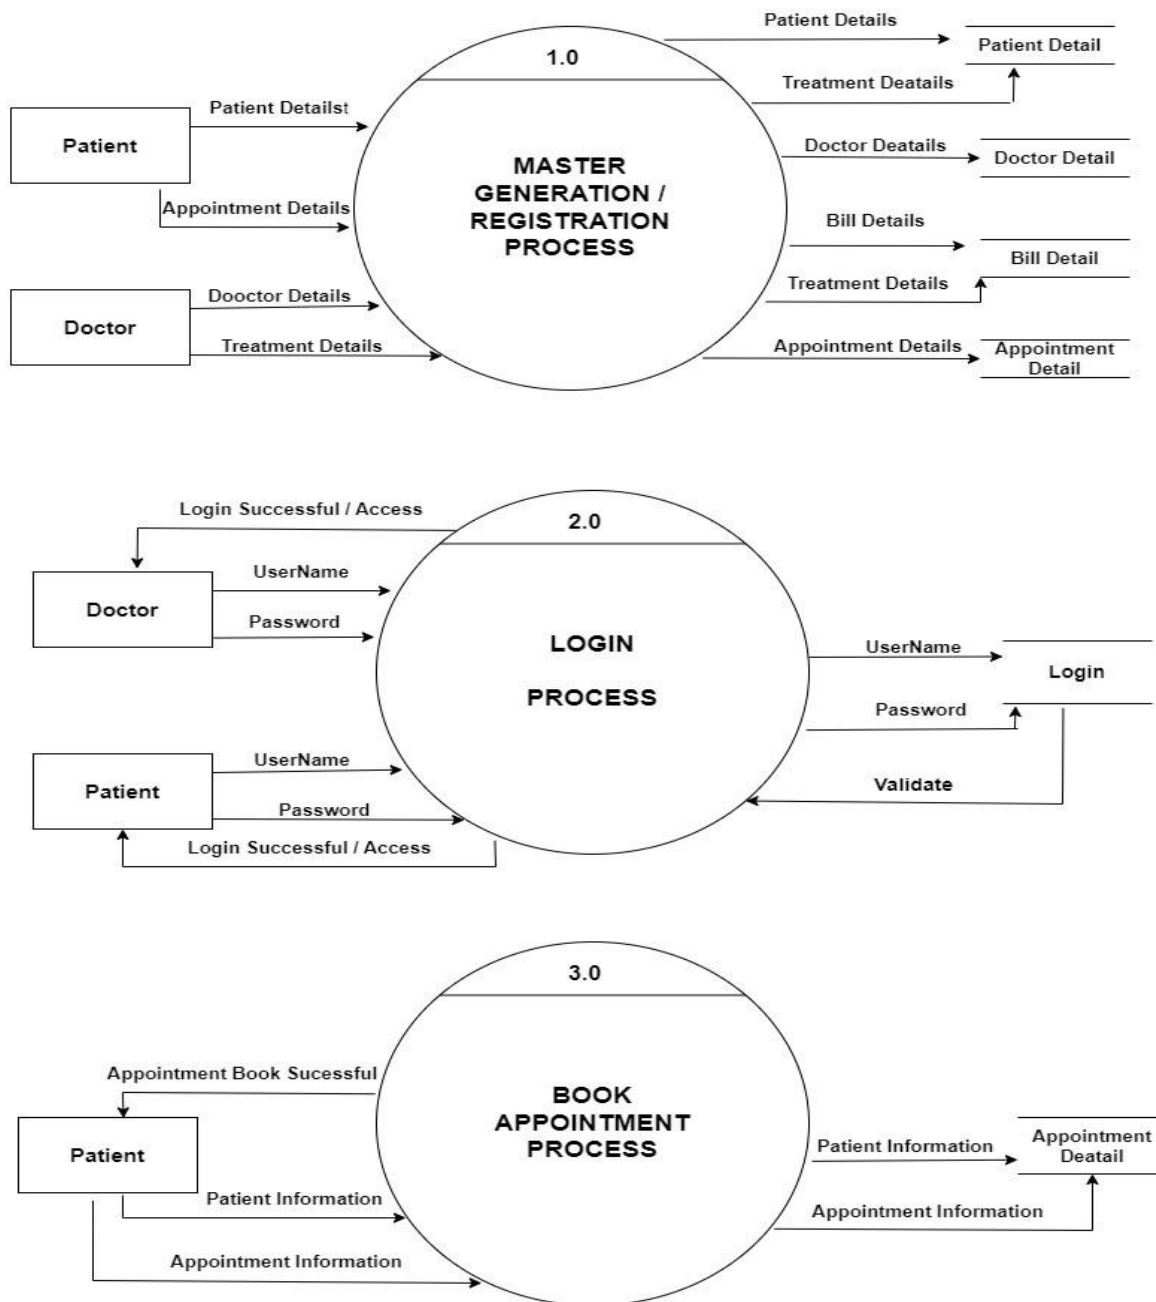 Patient Details
1.0
Patient Detail
Treatment Deatails
Patient Detailst
Patient
MASTER
GENERATION /
REGISTRATION
PROCESS
Doctor Deatails
Doctor Detail
Appointment Details
Bill Details
Bill Detail
Treatment Details
Dooctor Details
Doctor
Treatment Details
Appointment Details
Appointment
Detail
Login Successful / Access
2.0
UserName
Doctor
Password
LOGIN
PROCESS
UserName
Login
Password
UserName
Patient
Password
Validate
Login Successful / Access
3.0
Appointment Book Sucessful
BOOK
APPOINTMENT
PROCESS
Patient
Patient Information
Appointment
Deatail
Patient Information
Appointment Information
Appointment Information